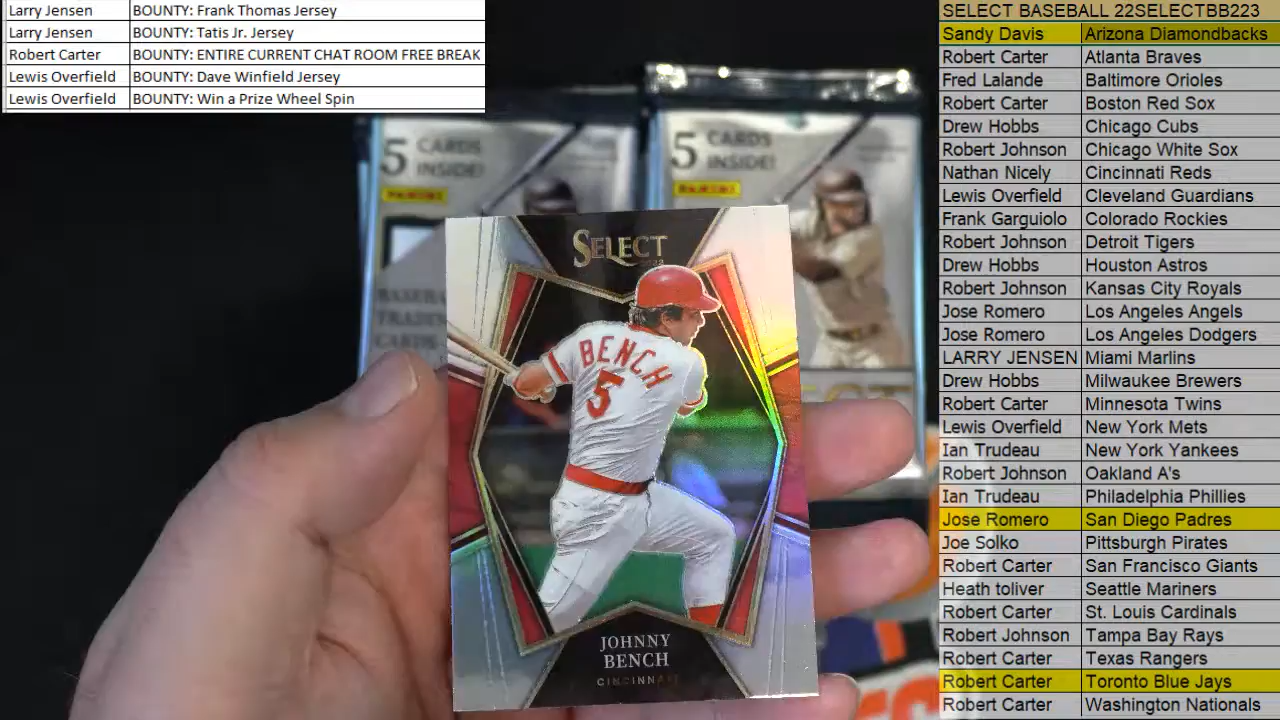 Larry Jensen BOUNTY: Frank Thomas Jersey
Larry Jensen BOUNTY: Tatis Jr. Jersey
Robert Carter BOUNTY: ENTIRE CURRENT CHAT ROOM FREE BREAK
Lewis Overfield BOUNTY: Dave Winfield Jersey
Lewis Overfield BOUNTY: Win a Prize Wheel Spin
5 CARDS INSIDE!
PANINI
5 CARDS INSIDE!
PANINI
SELECT
BENCH
5
JOHNNY
BENCH
CINCINNATI
SELECT BASEBALL 22SELECTBB223
Sandy Davis Arizona Diamondbacks
Robert Carter Atlanta Braves
Fred Lalande Baltimore Orioles
Robert Carter Boston Red Sox
Drew Hobbs Chicago Cubs
Robert Johnson Chicago White Sox
Nathan Nicely Cincinnati Reds
Lewis Overfield Cleveland Guardians
Frank Garguiolo Colorado Rockies
Robert Johnson Detroit Tigers
Drew Hobbs Houston Astros
Robert Johnson Kansas City Royals
Jose Romero Los Angeles Angels
Jose Romero Los Angeles Dodgers
LARRY JENSEN Miami Marlins
Drew Hobbs Milwaukee Brewers
Robert Carter Minnesota Twins
Lewis Overfield New York Mets
Ian Trudeau New York Yankees
Robert Johnson Oakland A's
Ian Trudeau Philadelphia Phillies
Jose Romero San Diego Padres
Joe Solko Pittsburgh Pirates
Robert Carter San Francisco Giants
Heath toliver Seattle Mariners
Robert Carter St. Louis Cardinals
Robert Johnson Tampa Bay Rays
Robert Carter Texas Rangers
Robert Carter Toronto Blue Jays
Robert Carter Washington Nationals